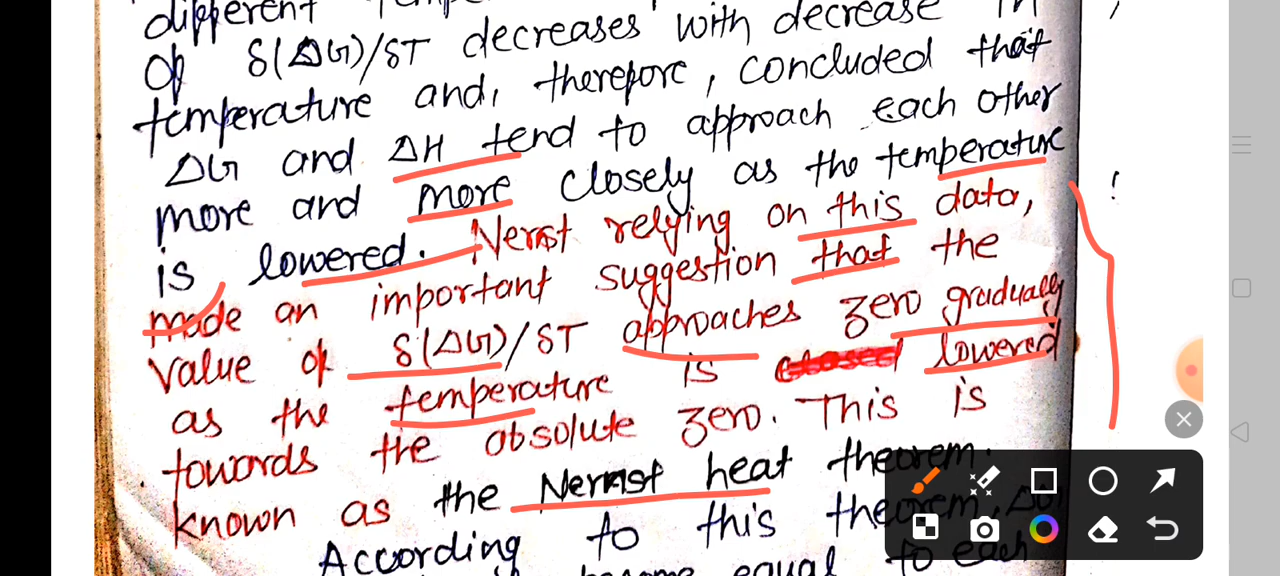 different
of δ(ΔG)/δT decreases with decrease in
temperature and, therefore, concluded that
ΔG and ΔH tend to approach each other
more and more closely as the temperature
is lowered. Nernst relying on this data,
made an important suggestion that the
value of δ(ΔG)/δT approaches zero gradually
as the temperature is lowered
towards the absolute zero. This is
known as the Nernst heat theorem.
According to this theorem, Δ
become equal to each